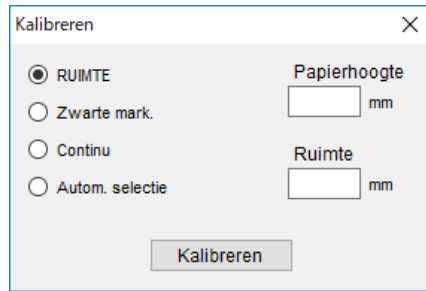 Kalibreren
RUIMTE
Zwarte mark.
Continu
Autom. selectie
Papierhoogte
mm
Ruimte
mm
Kalibreren